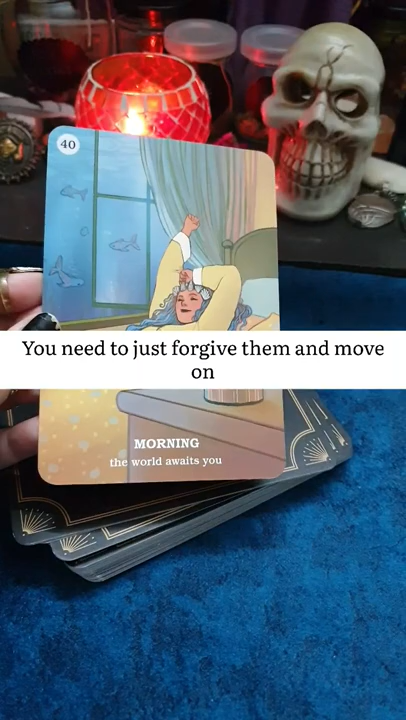 40
You need to just forgive them and move
on
MORNING
the world awaits you